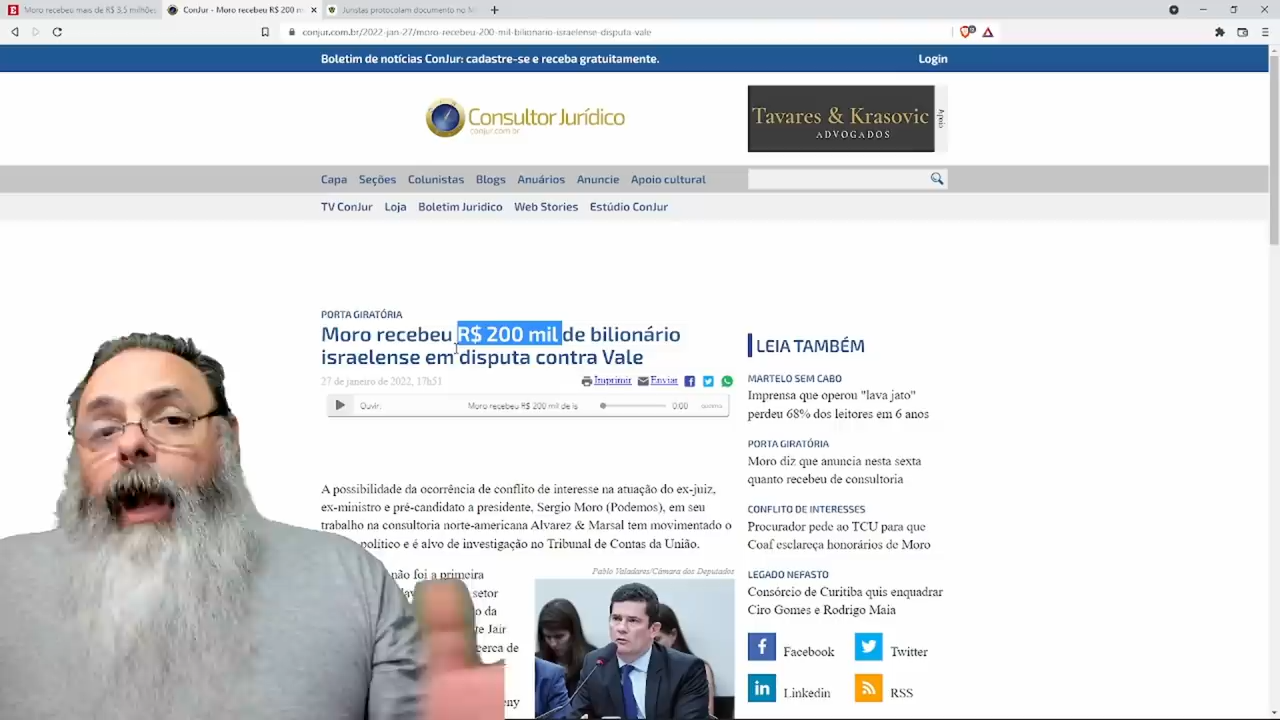 Moro recebeu mais de R$ 3,5 milhões
ConJur - Moro recebeu R$ 200 m
Juristas protocolam documento no M
conjur.com.br/2022-jan-27/moro-recebeu-200-mil-bilionario-israelense-disputa-vale
Boletim de notícias ConJur: cadastre-se e receba gratuitamente.
Login
Consultor Jurídico
conjur.com.br
Tavares & Krasovic
ADVOGADOS
Apoio
Capa Seções Colunistas Blogs Anuários Anuncie Apoio cultural
TV ConJur Loja Boletim Juridico Web Stories Estúdio ConJur
PORTA GIRATÓRIA
Moro recebeu R$ 200 mil de bilionário
israelense em disputa contra Vale
27 de janeiro de 2022, 17h51
Imprimir Enviar
Ouvir: Moro recebeu R$ 200 mil de is 0:00
A possibilidade da ocorrência de conflito de interesse na atuação do ex-juiz,
ex-ministro e pré-candidato a presidente, Sergio Moro (Podemos), em seu
trabalho na consultoria norte-americana Alvarez & Marsal tem movimentado o
político e é alvo de investigação no Tribunal de Contas da União.
Pablo Valadares/Câmara dos Deputados
não foi a primeira
setor
o da
te Jair
cerca de
LEIA TAMBÉM
MARTELO SEM CABO
Imprensa que operou "lava jato"
perdeu 68% dos leitores em 6 anos
PORTA GIRATÓRIA
Moro diz que anuncia nesta sexta
quanto recebeu de consultoria
CONFLITO DE INTERESSES
Procurador pede ao TCU para que
Coaf esclareça honorários de Moro
LEGADO NEFASTO
Consórcio de Curitiba quis enquadrar
Ciro Gomes e Rodrigo Maia
Facebook Twitter
Linkedin RSS